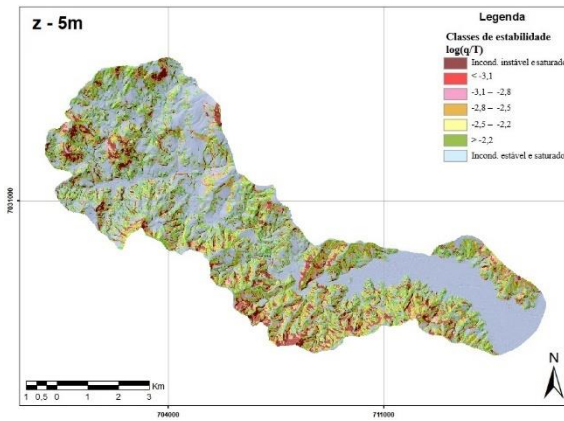 z - 5m
Legenda
Classes de estabilidade
log(q/T)
Incond. instável e saturado
< -3,1
-3,1 – -2,8
-2,8 – -2,5
-2,5 – -2,2
> -2,2
Incond. estável e saturado
7031000
N
Km
1 0,5 0 1 2 3
704000
711000